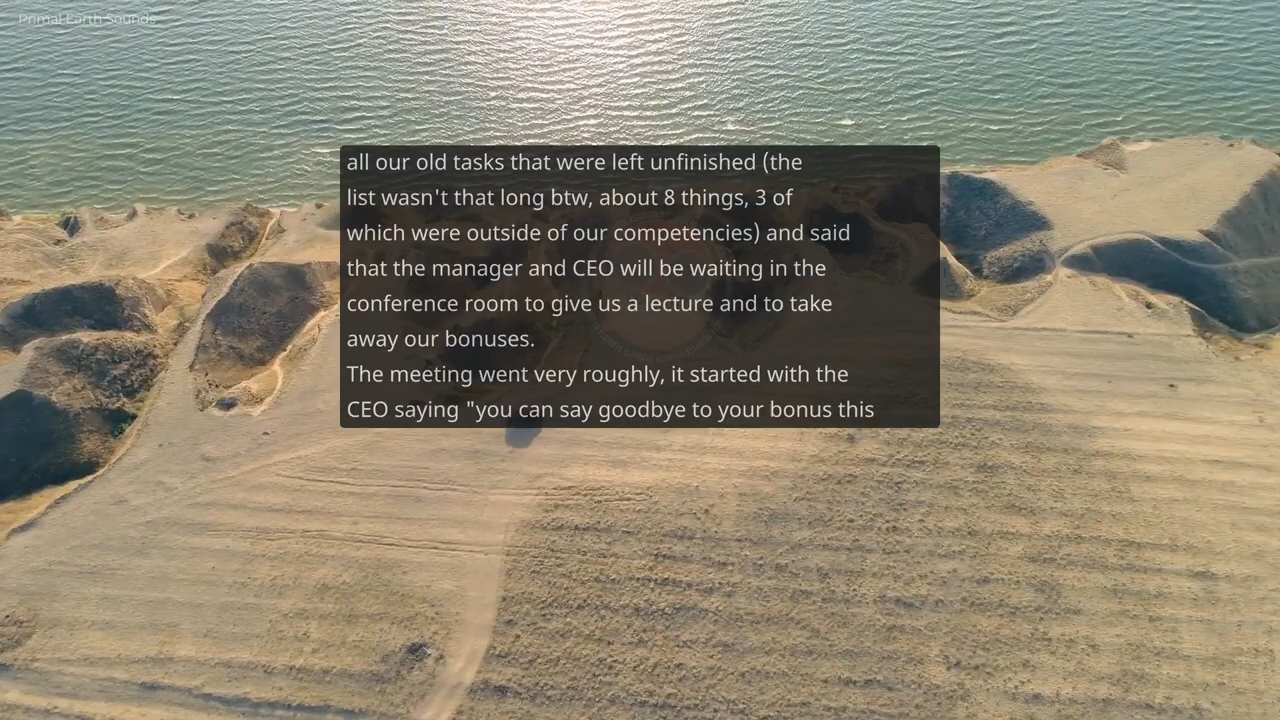 Primal Earth Sounds
all our old tasks that were left unfinished (the
list wasn't that long btw, about 8 things, 3 of
which were outside of our competencies) and said
that the manager and CEO will be waiting in the
conference room to give us a lecture and to take
away our bonuses.
The meeting went very roughly, it started with the
CEO saying "you can say goodbye to your bonus this